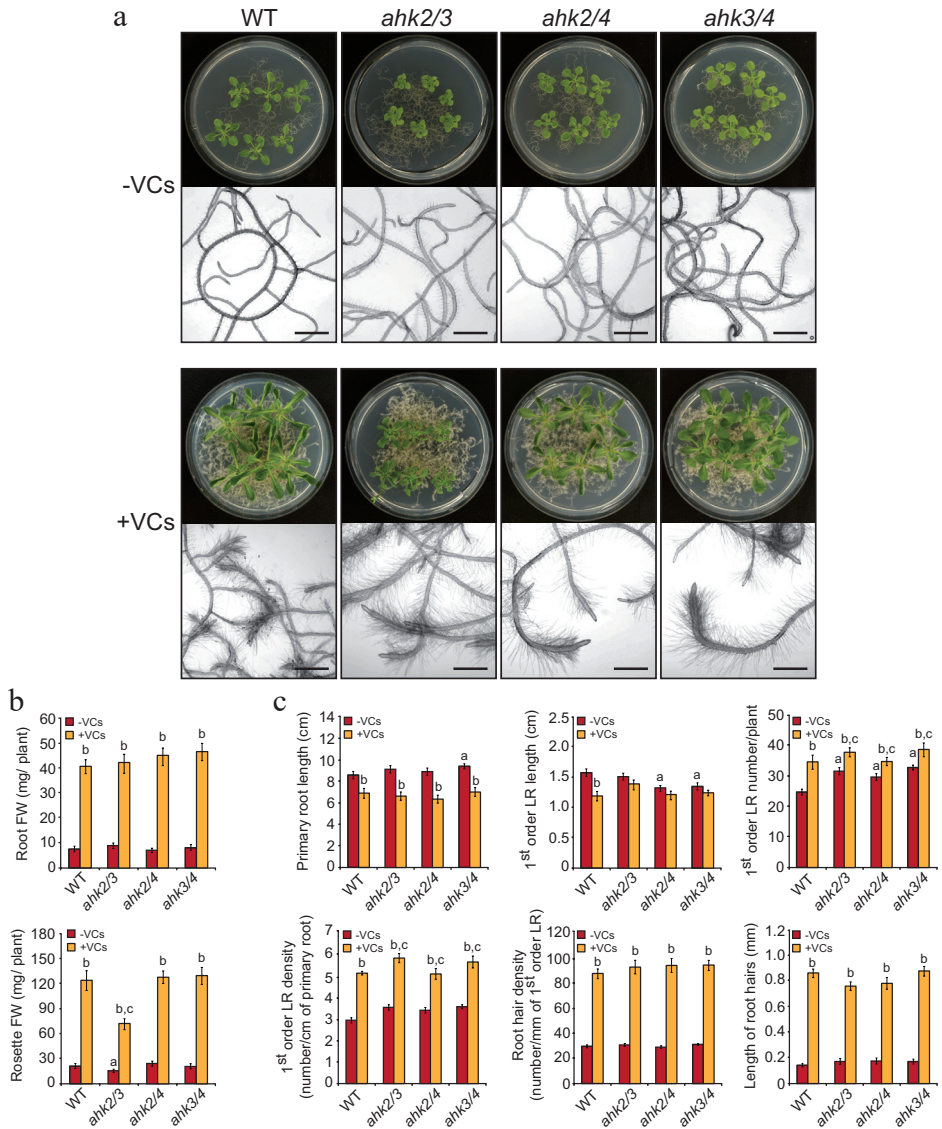 a
WT
ahk2/3
ahk2/4
ahk3/4
-VCs
+VCs
b
-VCs
+VCs
Root FW (mg/ plant)
60
50
40
30
20
10
0
b
b
b
b
WT
ahk2/3
ahk2/4
ahk3/4
-VCs
+VCs
Rosette FW (mg/ plant)
150
120
90
60
30
0
b
a
b,c
b
b
WT
ahk2/3
ahk2/4
ahk3/4
c
-VCs
+VCs
Primary root length (cm)
14
12
10
8
6
4
2
0
b
b
b
a
b
WT
ahk2/3
ahk2/4
ahk3/4
-VCs
+VCs
1st order LR length (cm)
2.5
2.0
1.5
1.0
0.5
0
b
a
a
WT
ahk2/3
ahk2/4
ahk3/4
-VCs
+VCs
1st order LR number/plant
50
40
30
20
10
0
b
a
b,c
a
b,c
a
b,c
WT
ahk2/3
ahk2/4
ahk3/4
-VCs
+VCs
1st order LR density
(number/cm of primary root)
7
6
5
4
3
2
1
0
b
b,c
b,c
b,c
WT
ahk2/3
ahk2/4
ahk3/4
-VCs
+VCs
Root hair density
(number/mm of 1st order LR)
120
100
80
60
40
20
0
b
b
b
b
WT
ahk2/3
ahk2/4
ahk3/4
-VCs
+VCs
Length of root hairs (mm)
1.2
1.0
0.8
0.6
0.4
0.2
0
b
b
b
b
WT
ahk2/3
ahk2/4
ahk3/4